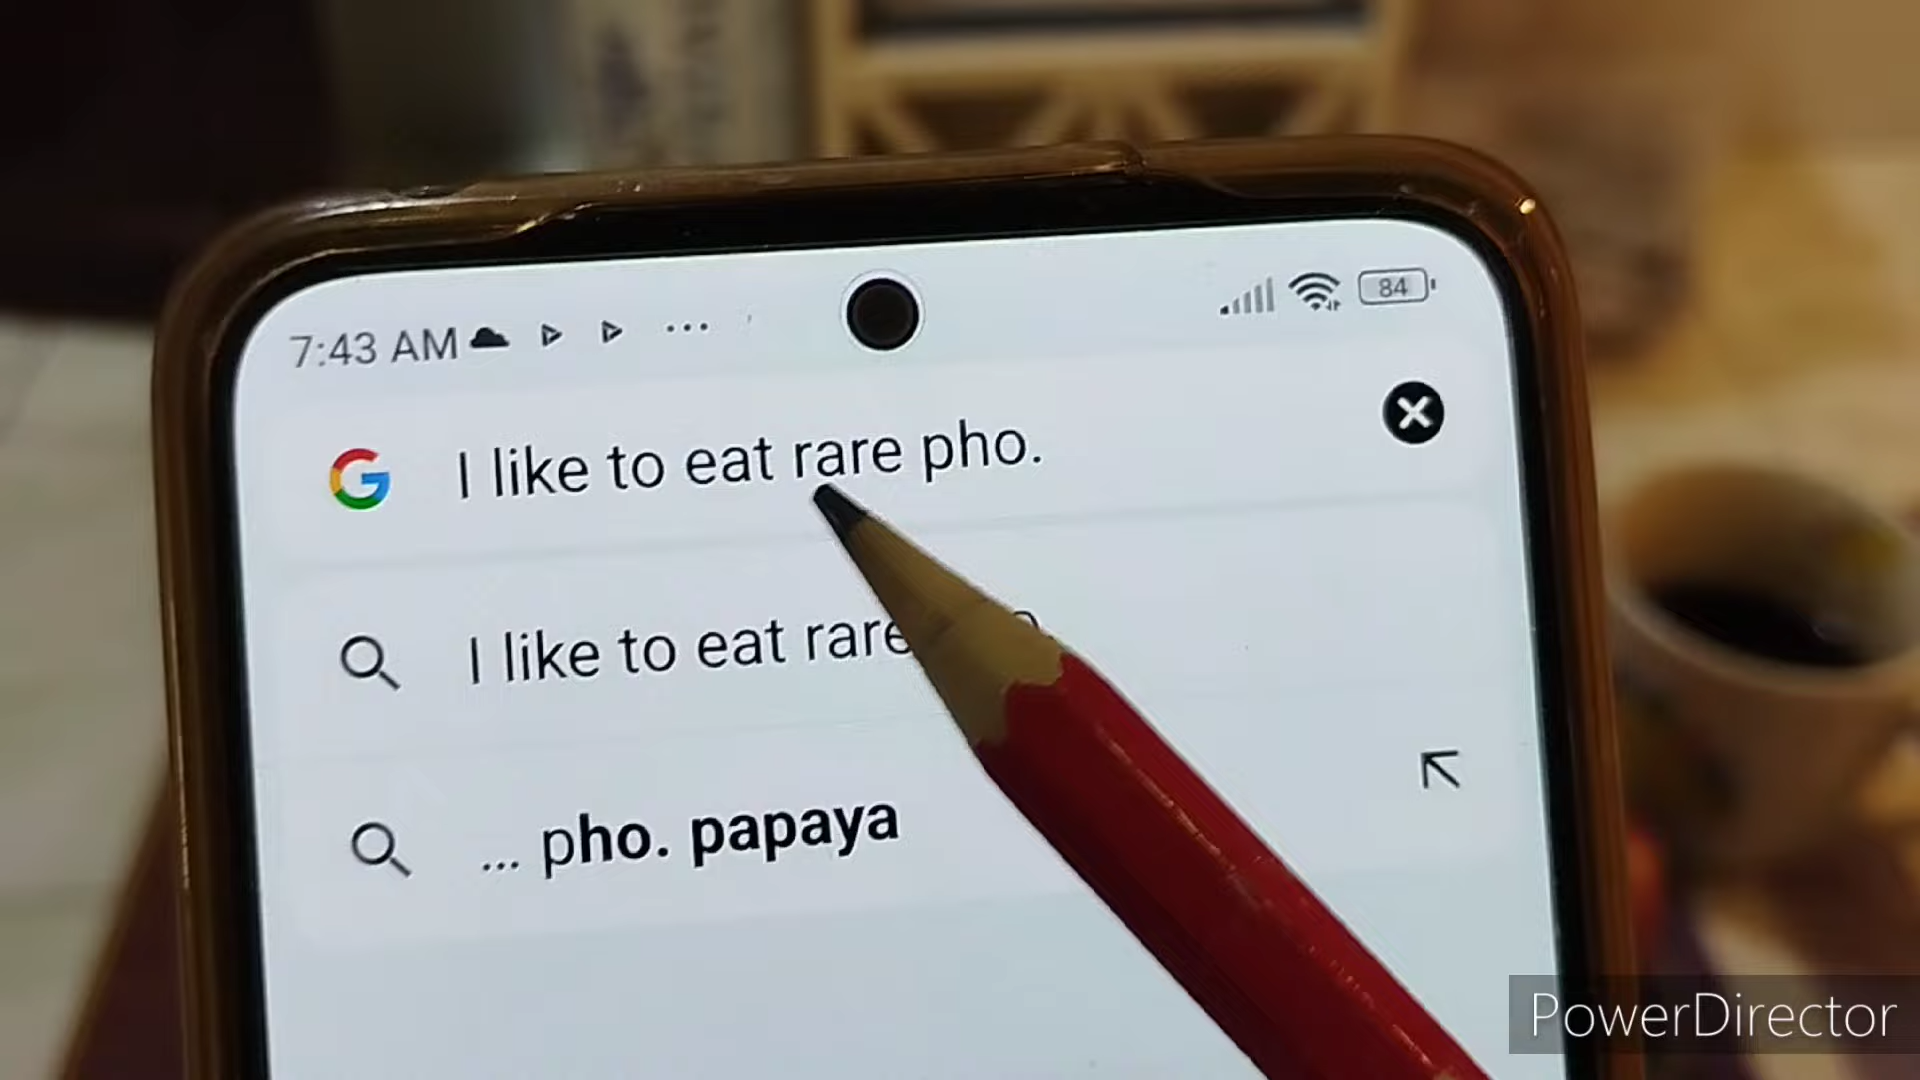 7:43 AM
84
I like to eat rare pho.
I like to eat rare
... pho. papaya
PowerDirector